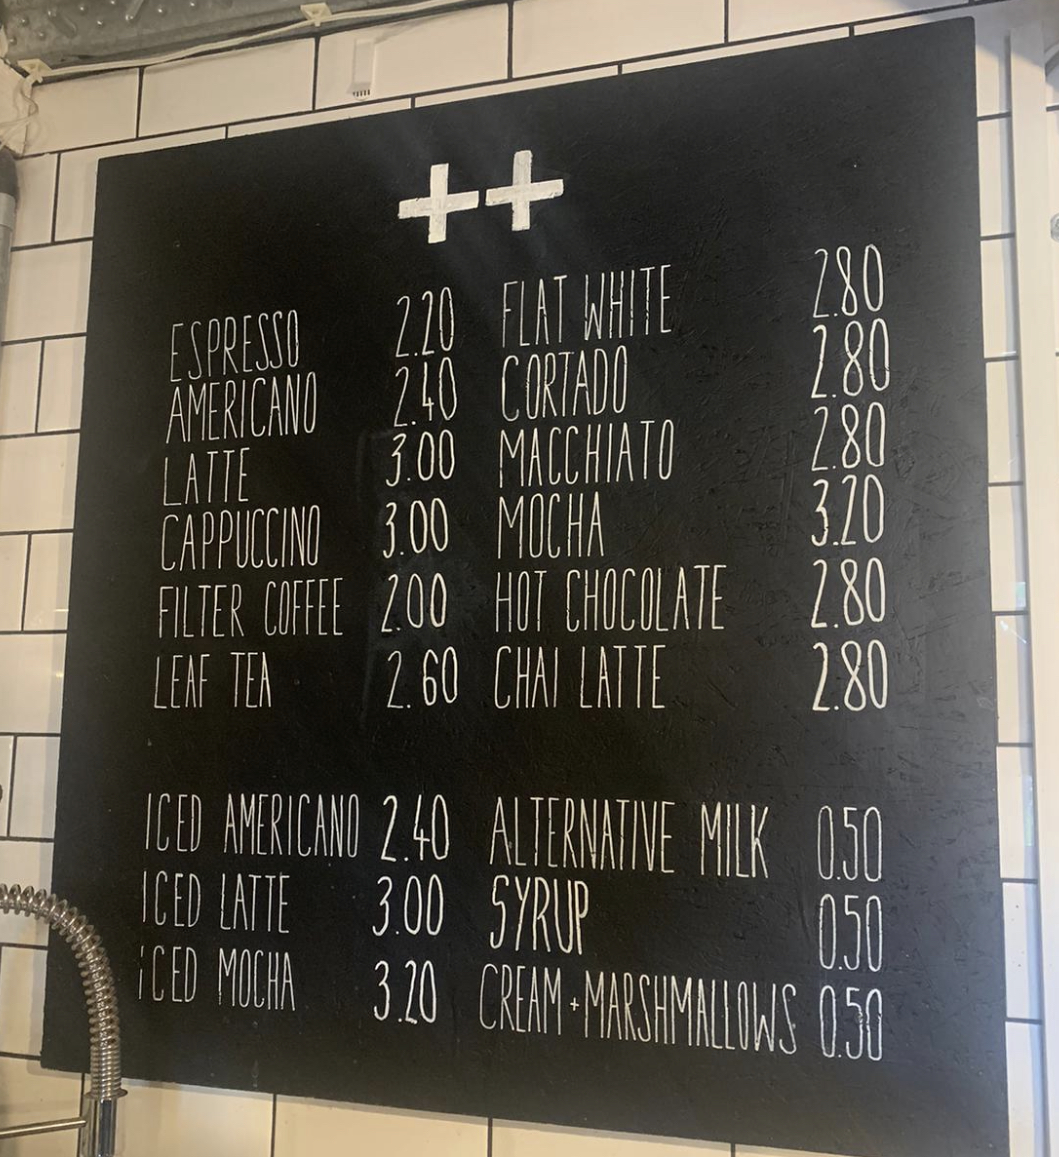 ++
ESPRESSO 2.20
AMERICANO 2.40
LATTE 3.00
CAPPUCCINO 3.00
FILTER COFFEE 2.00
LEAF TEA 2.60
FLAT WHITE 2.80
CORTADO 2.80
MACCHIATO 2.80
MOCHA 3.20
HOT CHOCOLATE 2.80
CHAI LATTE 2.80
ICED AMERICANO 2.40
ICED LATTE 3.00
ICED MOCHA 3.20
ALTERNATIVE MILK 0.50
SYRUP 0.50
CREAM + MARSHMALLOWS 0.50